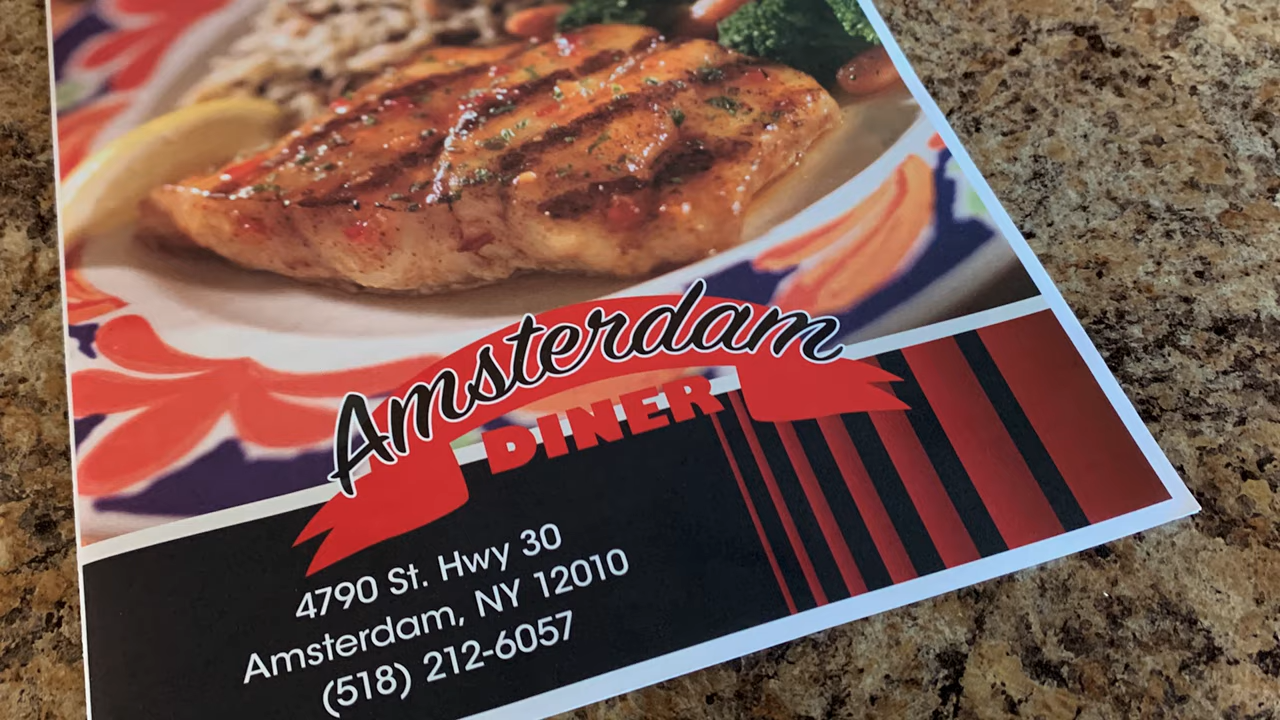 Amsterdam
DINER
4790 St. Hwy 30
Amsterdam, NY 12010
(518) 212-6057